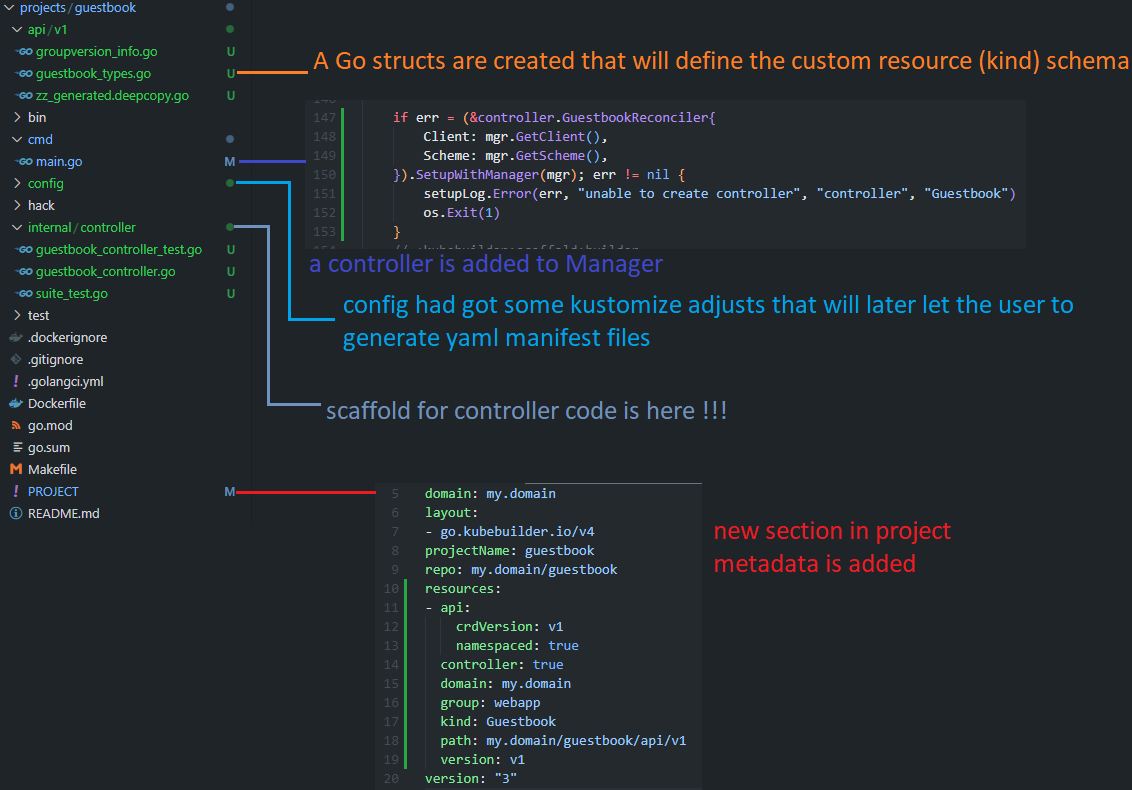 projects/guestbook
api/v1
groupversion_info.go U
guestbook_types.go U
zz_generated.deepcopy.go U
bin
cmd
main.go M
config
hack
internal/controller
guestbook_controller_test.go U
guestbook_controller.go U
suite_test.go U
test
.dockerignore
.gitignore
.golangci.yml
Dockerfile
go.mod
go.sum
Makefile
PROJECT M
README.md
A Go structs are created that will define the custom resource (kind) schema
147 if err = (&controller.GuestbookReconciler{
148 Client: mgr.GetClient(),
149 Scheme: mgr.GetScheme(),
150 }).SetupWithManager(mgr); err != nil {
151 setupLog.Error(err, "unable to create controller", "controller", "Guestbook")
152 os.Exit(1)
153 }
a controller is added to Manager
config had got some kustomize adjusts that will later let the user to
generate yaml manifest files
scaffold for controller code is here !!!
5 domain: my.domain
6 layout:
7 - go.kubebuilder.io/v4
8 projectName: guestbook
9 repo: my.domain/guestbook
10 resources:
11 - api:
12 crdVersion: v1
13 namespaced: true
14 controller: true
15 domain: my.domain
16 group: webapp
17 kind: Guestbook
18 path: my.domain/guestbook/api/v1
19 version: v1
20 version: "3"
new section in project
metadata is added